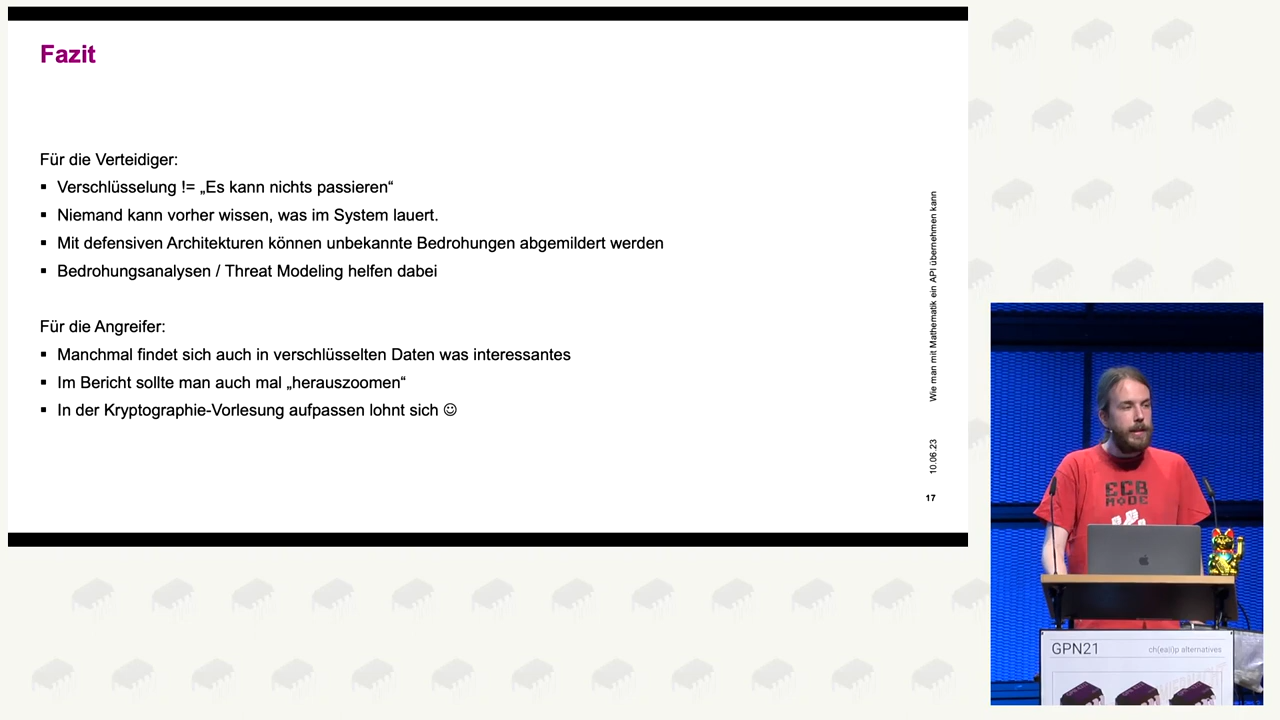 Fazit
Für die Verteidiger:
▪ Verschlüsselung != „Es kann nichts passieren“
▪ Niemand kann vorher wissen, was im System lauert.
▪ Mit defensiven Architekturen können unbekannte Bedrohungen abgemildert werden
▪ Bedrohungsanalysen / Threat Modeling helfen dabei
Für die Angreifer:
▪ Manchmal findet sich auch in verschlüsselten Daten was interessantes
▪ Im Bericht sollte man auch mal „herauszoomen“
▪ In der Kryptographie-Vorlesung aufpassen lohnt sich ☺
Wie man mit Mathematik ein API übernehmen kann
10.06.23
17
ECB
MODE
GPN21
ch(ea(i)p alternatives